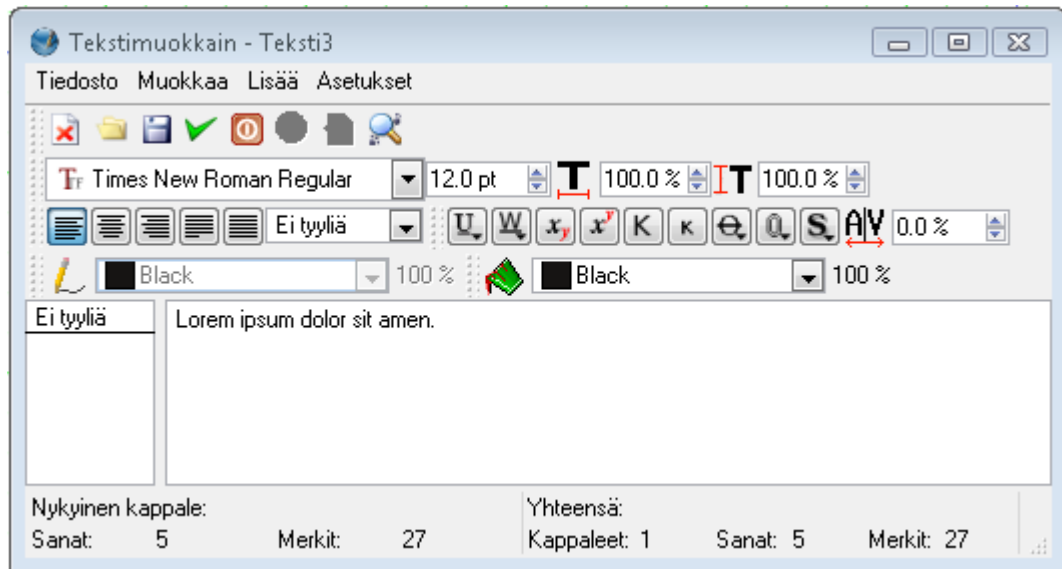 Tekstimuokkain - Teksti3
Tiedosto Muokkaa Lisää Asetukset
Times New Roman Regular 12.0 pt 100.0 % 100.0 %
Ei tyyliä 0.0 %
Black 100 % Black 100 %
Ei tyyliä Lorem ipsum dolor sit amen.
Nykyinen kappale: Yhteensä:
Sanat: 5 Merkit: 27 Kappaleet: 1 Sanat: 5 Merkit: 27